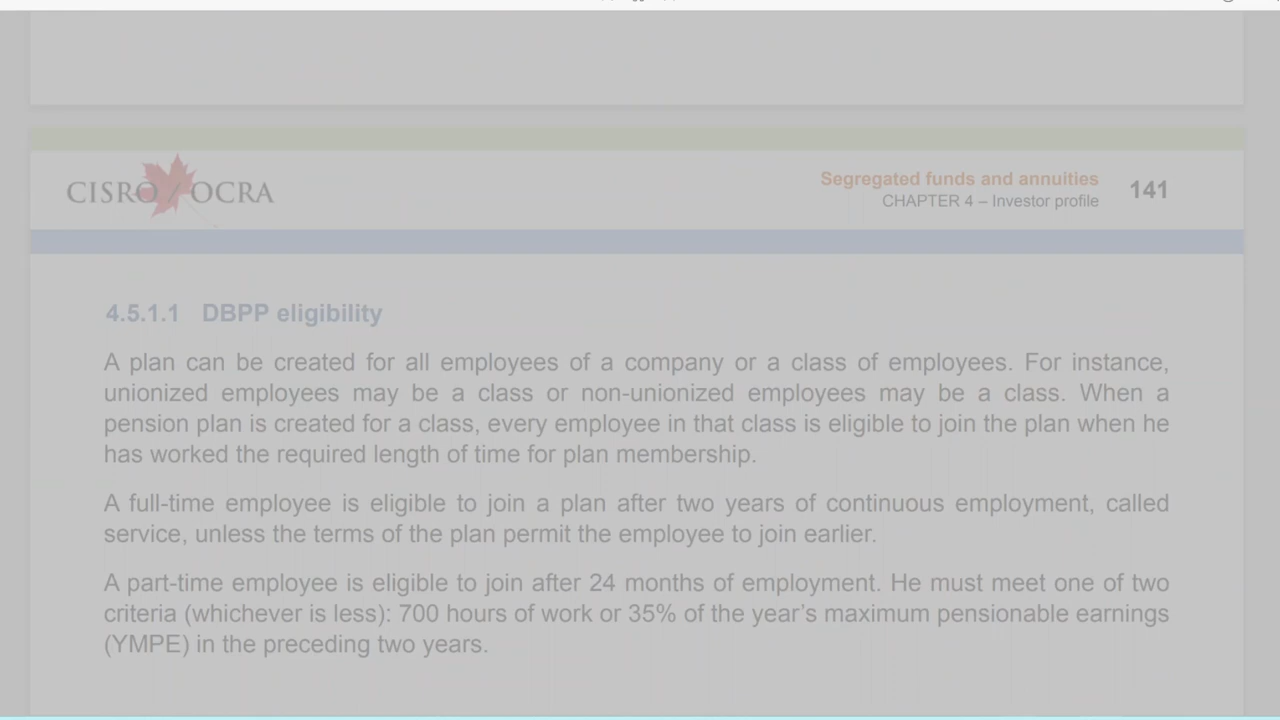 CISRO / OCRA
Segregated funds and annuities
CHAPTER 4 – Investor profile
141
4.5.1.1 DBPP eligibility
A plan can be created for all employees of a company or a class of employees. For instance,
unionized employees may be a class or non-unionized employees may be a class. When a
pension plan is created for a class, every employee in that class is eligible to join the plan when he
has worked the required length of time for plan membership.
A full-time employee is eligible to join a plan after two years of continuous employment, called
service, unless the terms of the plan permit the employee to join earlier.
A part-time employee is eligible to join after 24 months of employment. He must meet one of two
criteria (whichever is less): 700 hours of work or 35% of the year’s maximum pensionable earnings
(YMPE) in the preceding two years.